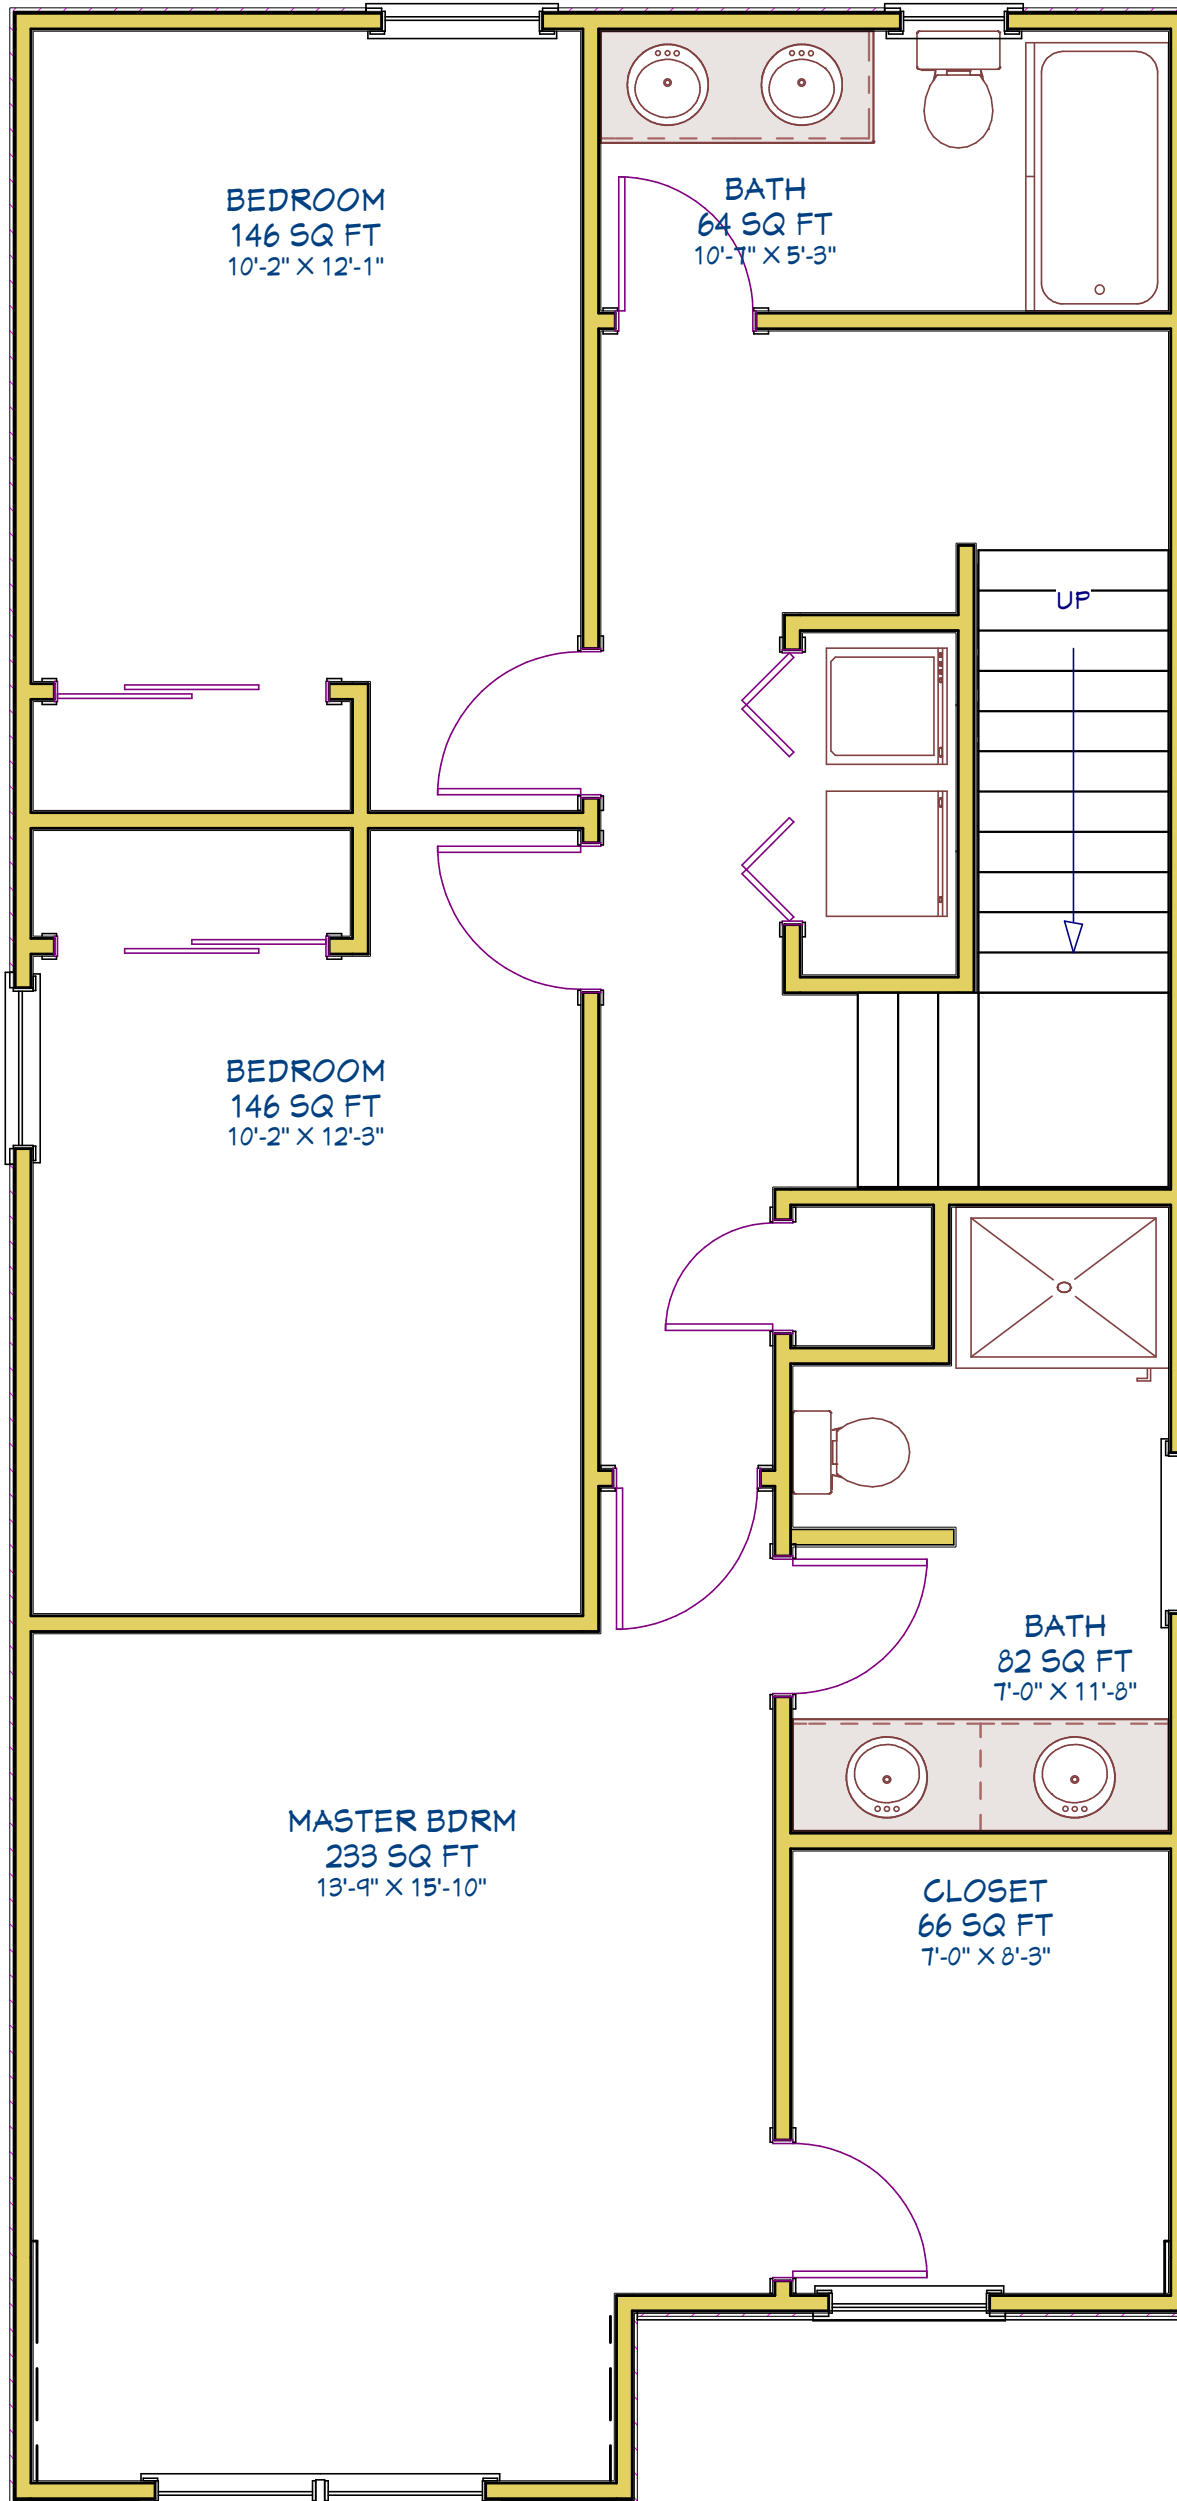 BEDROOM
146 SQ FT
10'-2" X 12'-1"
BATH
64 SQ FT
10'-7" X 5'-3"
UP
BEDROOM
146 SQ FT
10'-2" X 12'-3"
BATH
82 SQ FT
7'-0" X 11'-8"
MASTER BDRM
233 SQ FT
13'-9" X 15'-10"
CLOSET
66 SQ FT
7'-0" X 8'-3"